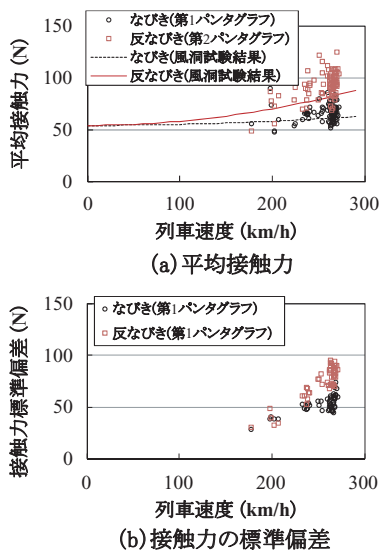 なびき(第1パンタグラフ)
反なびき(第2パンタグラフ)
なびき(風洞試験結果)
反なびき(風洞試験結果)
平均接触力 (N)
150
100
50
0
0
100
200
300
列車速度 (km/h)
(a)平均接触力
なびき(第1パンタグラフ)
反なびき(第1パンタグラフ)
接触力標準偏差 (N)
150
100
50
0
0
100
200
300
列車速度 (km/h)
(b)接触力の標準偏差